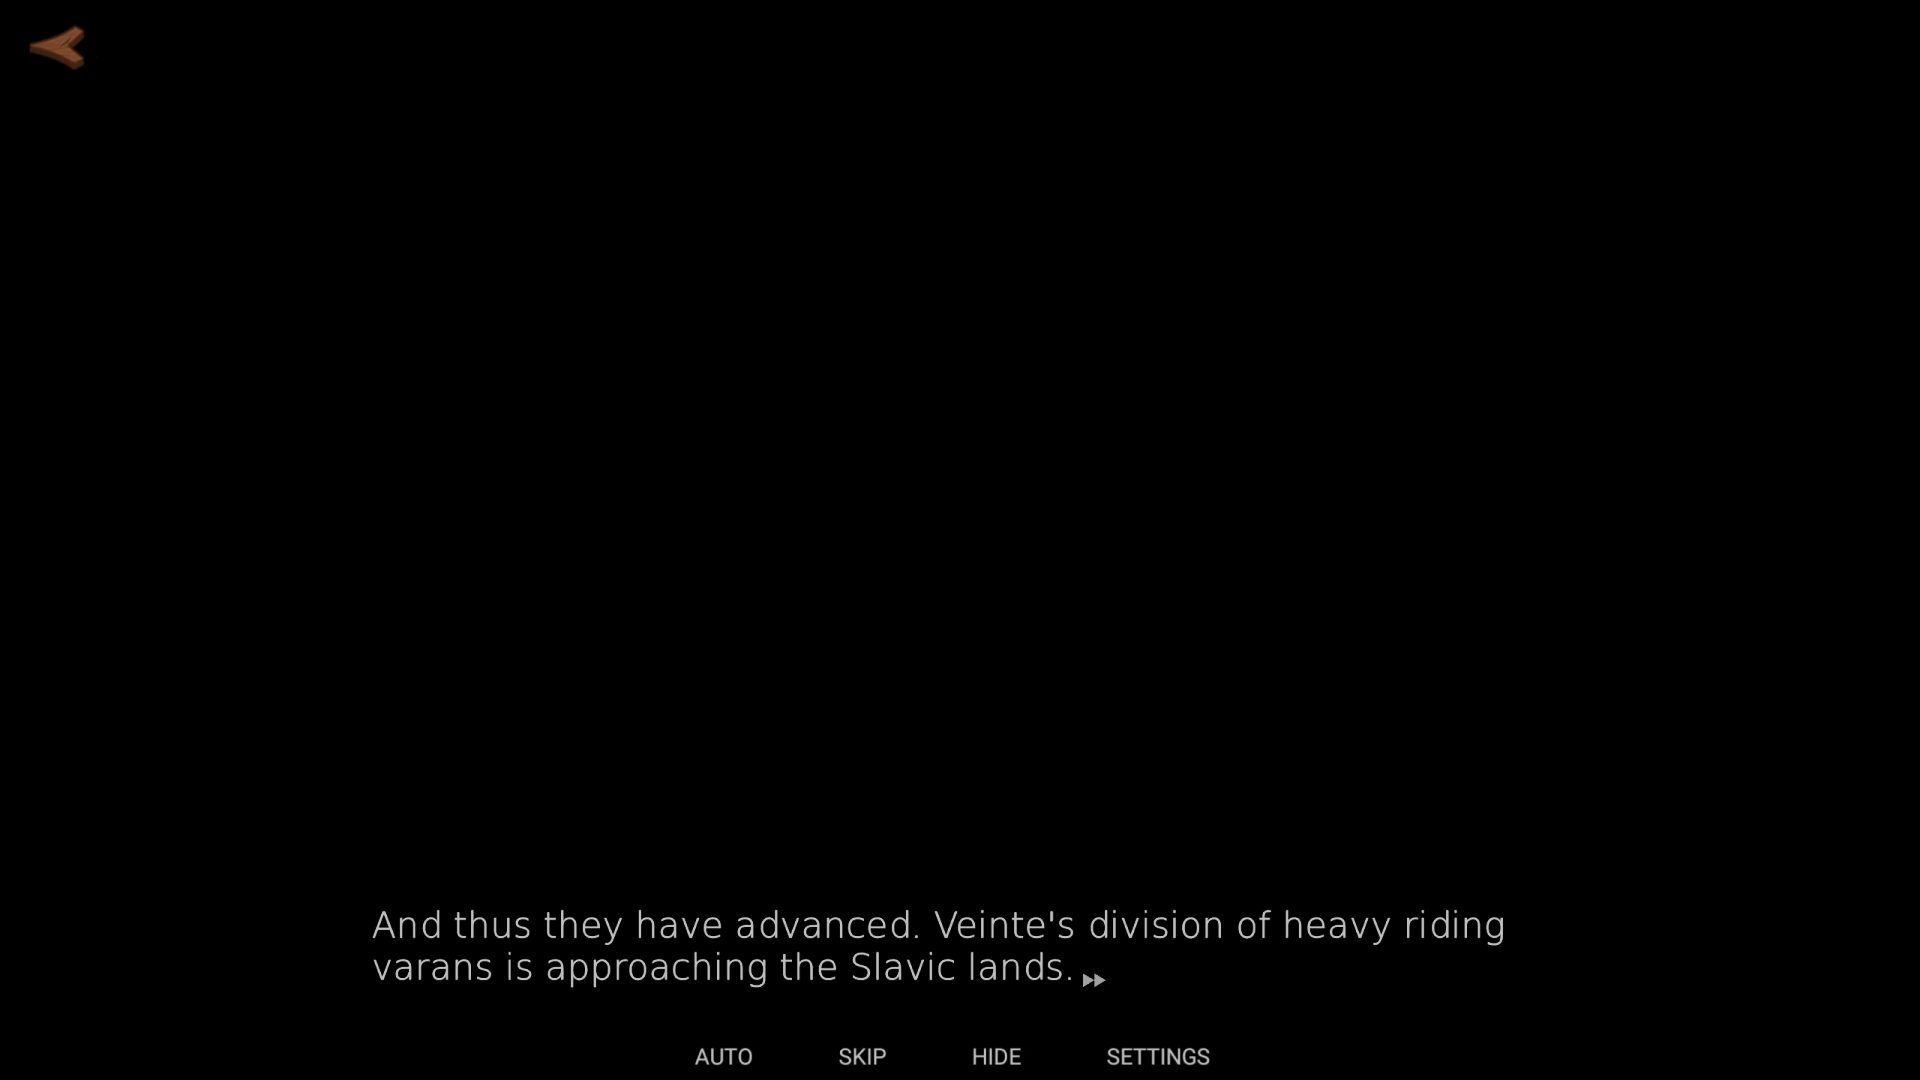 And thus they have advanced. Veinte's division of heavy riding
varans is approaching the Slavic lands.
AUTO SKIP HIDE SETTINGS